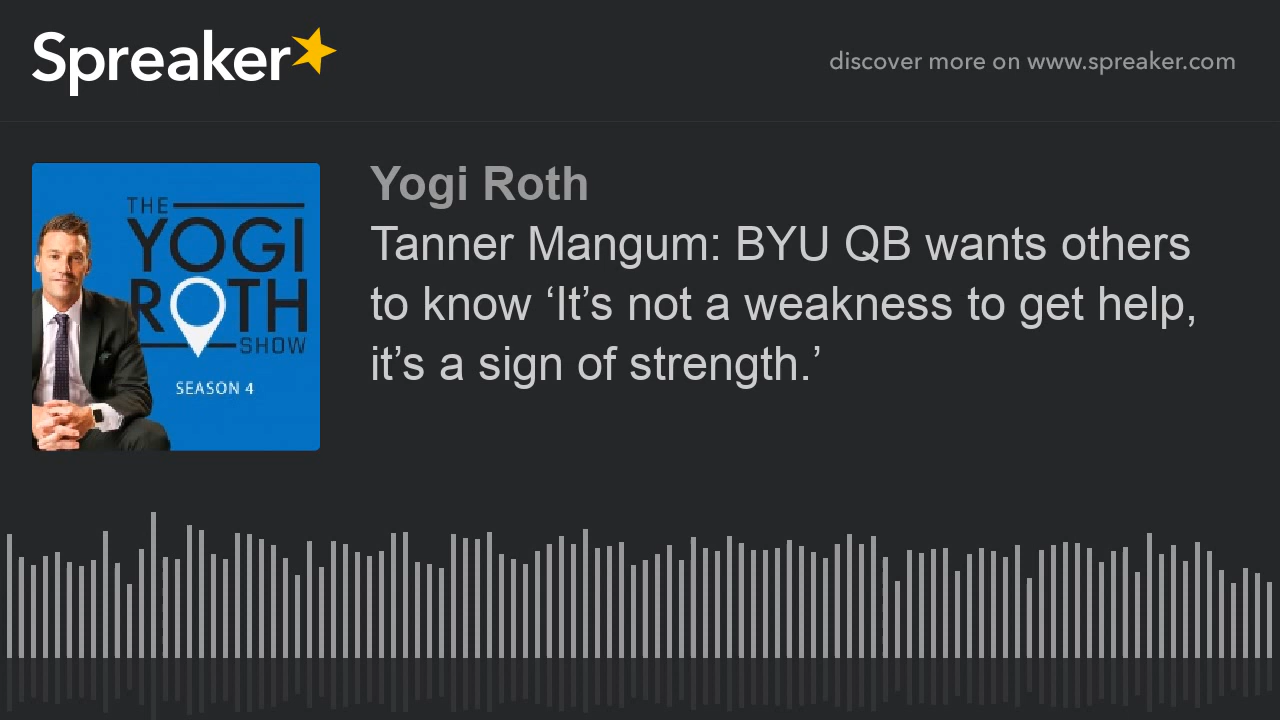 Spreaker
discover more on www.spreaker.com
THE
YOGI
ROTH
SHOW
SEASON 4
Yogi Roth
Tanner Mangum: BYU QB wants others
to know ‘It’s not a weakness to get help,
it’s a sign of strength.’